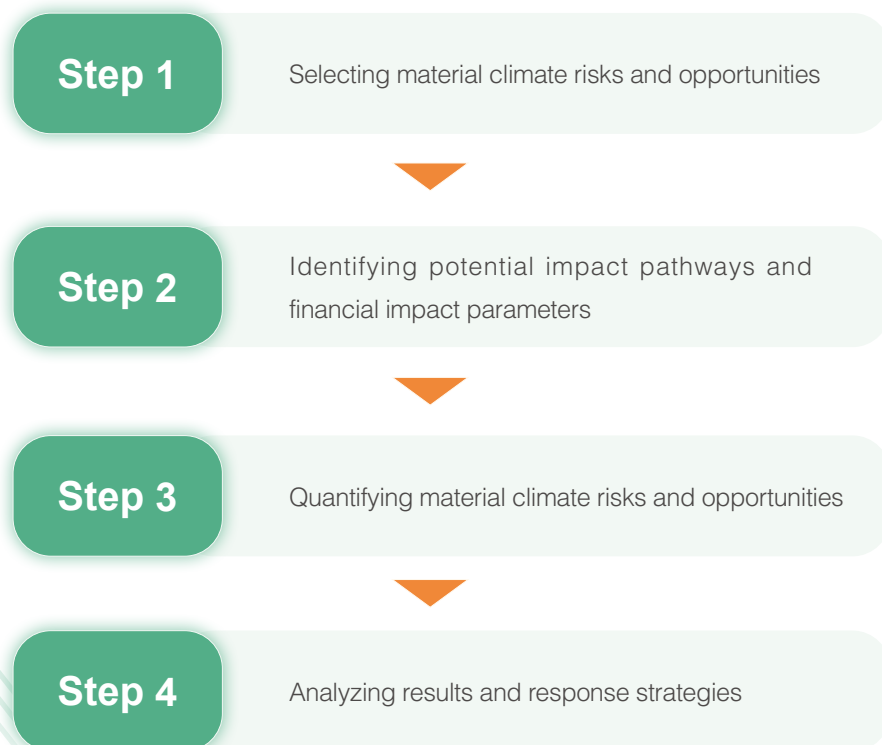 Step 1
Selecting material climate risks and opportunities
Step 2
Identifying potential impact pathways and
financial impact parameters
Step 3
Quantifying material climate risks and opportunities
Step 4
Analyzing results and response strategies